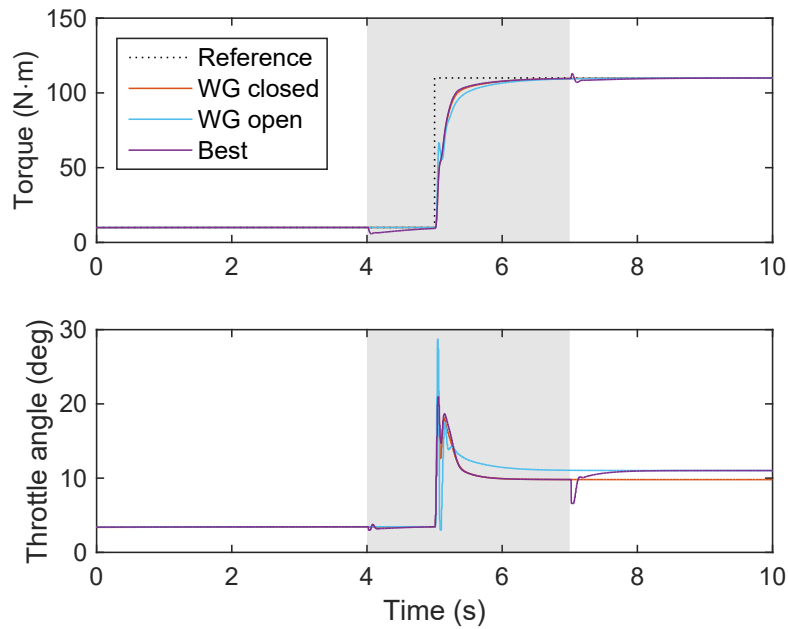 150
100
50
0
Torque (N·m)
Reference
WG closed
WG open
Best
0 2 4 6 8 10
30
20
10
0
Throttle angle (deg)
0 2 4 6 8 10
Time (s)